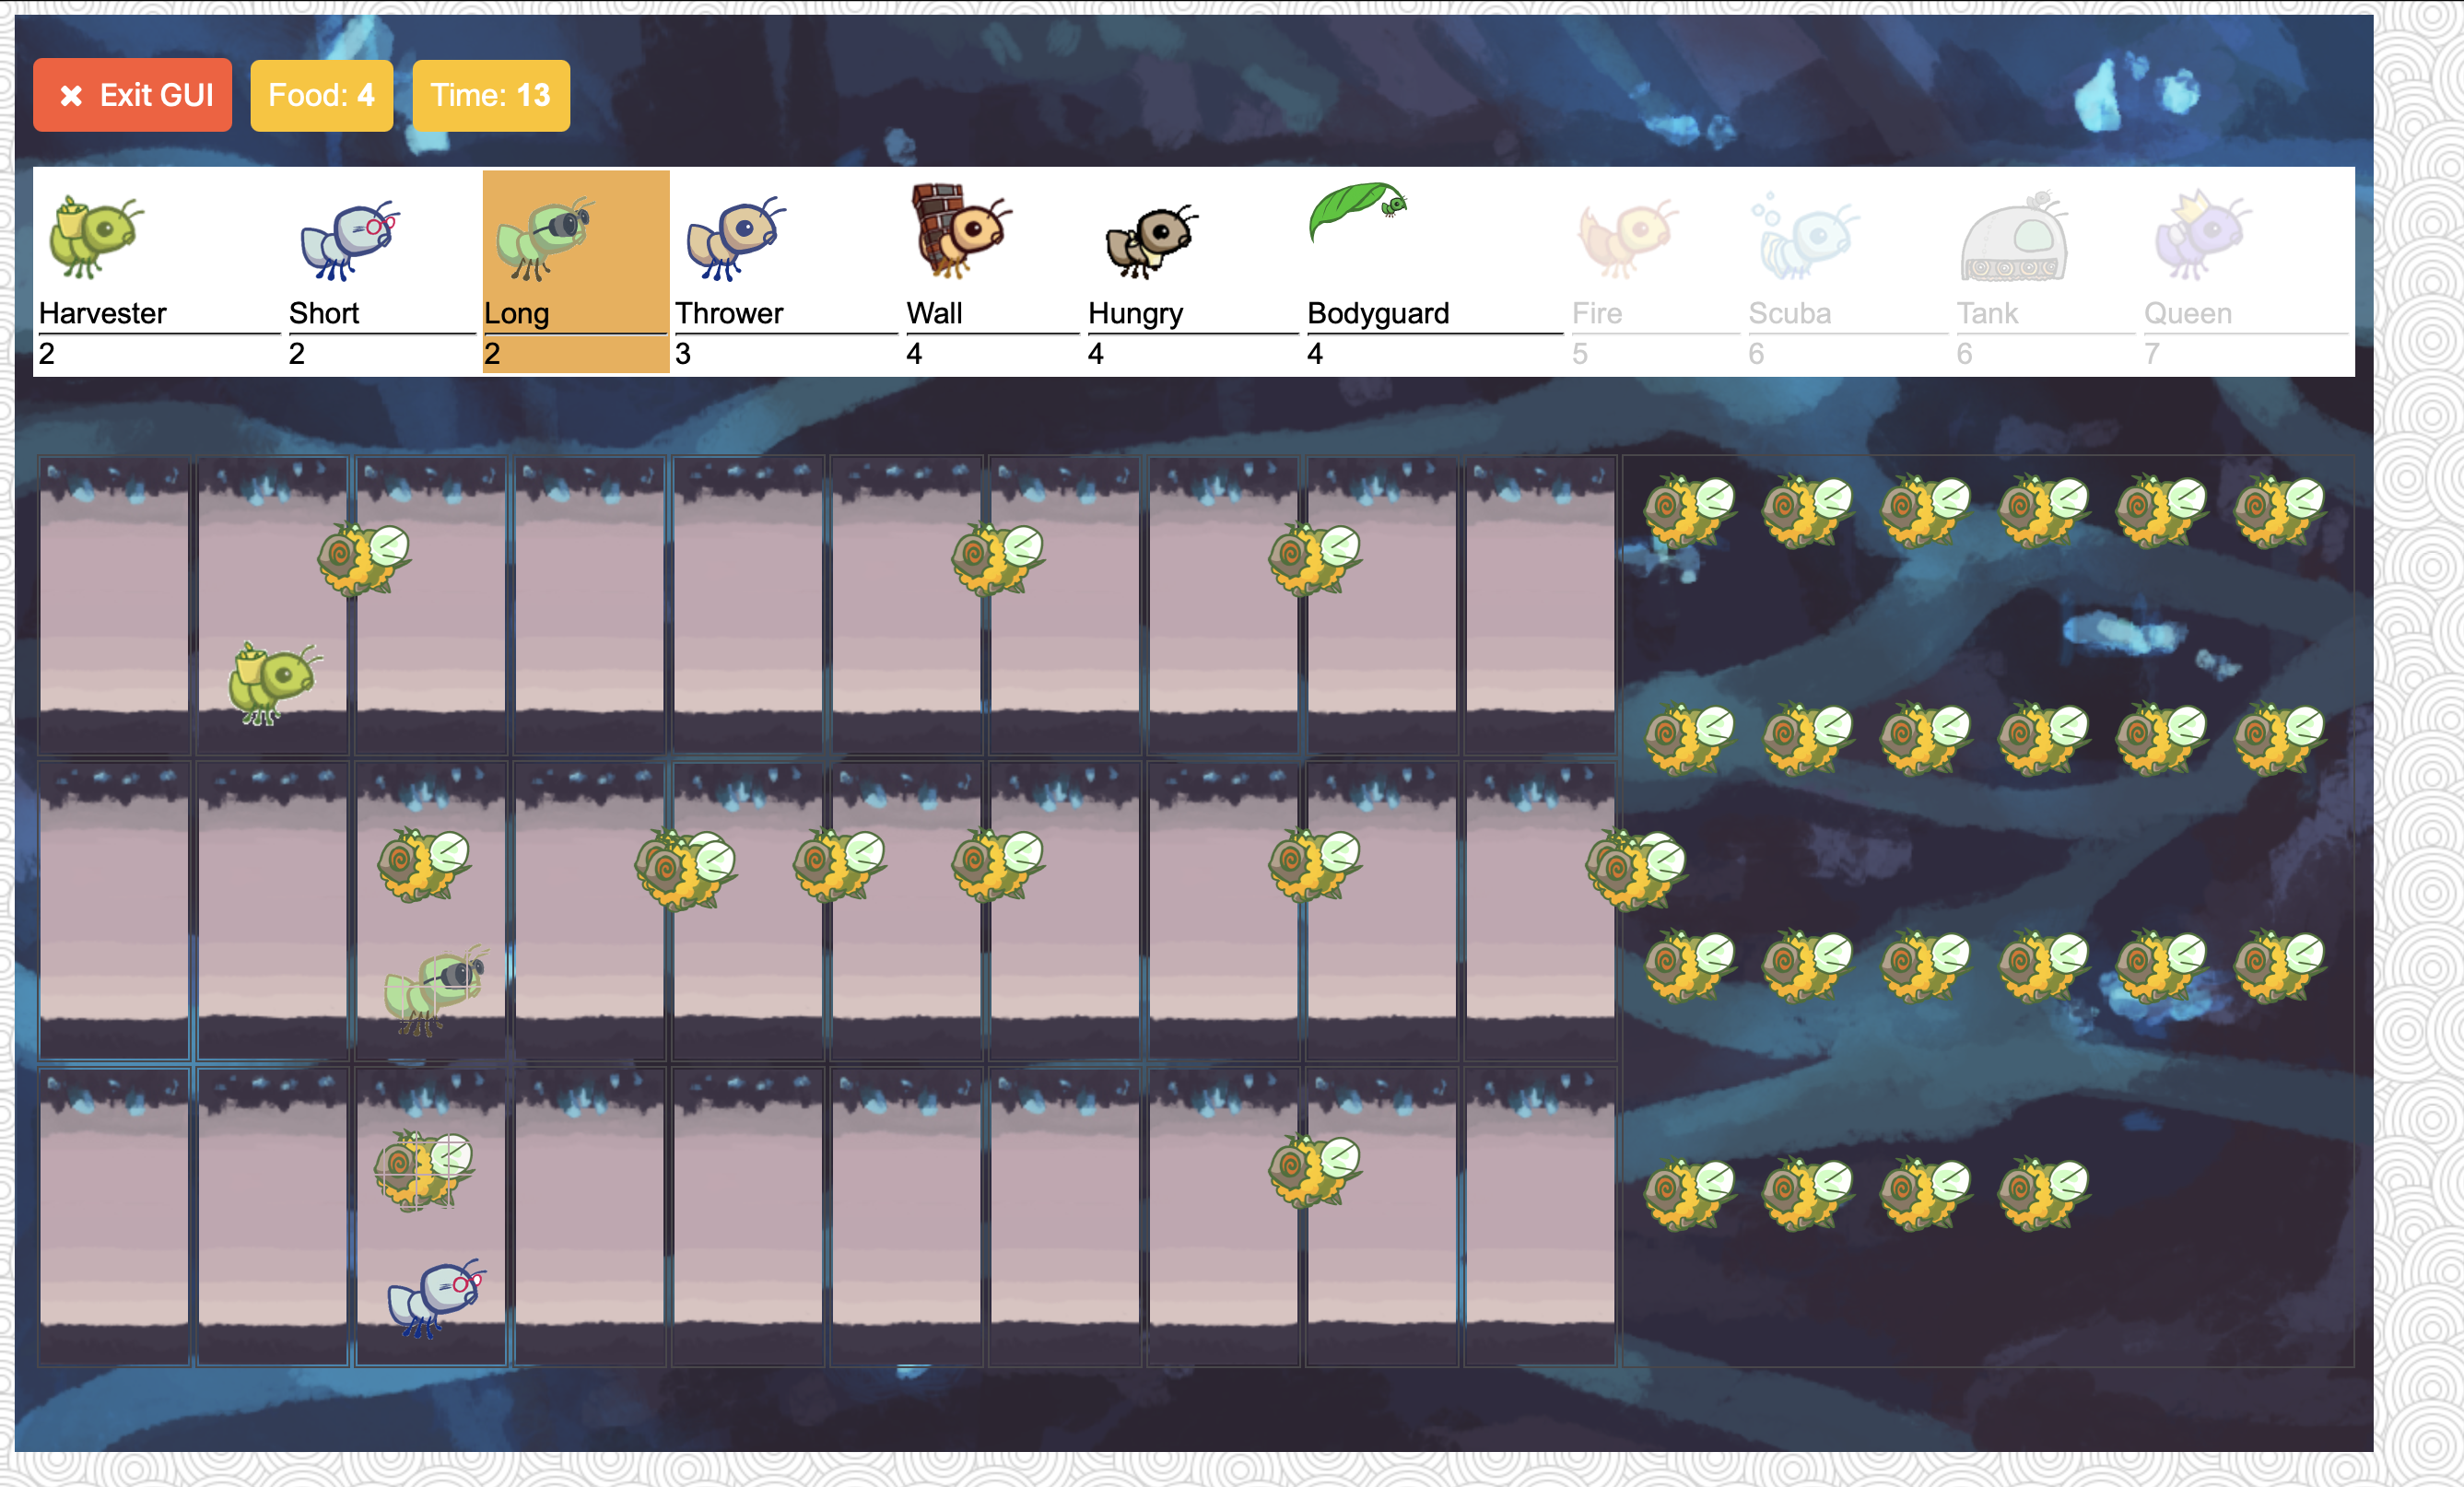 ✖ Exit GUI Food: 4 Time: 13
Harvester Short Long Thrower Wall Hungry Bodyguard Fire Scuba Tank Queen
2 2 2 3 4 4 4 5 6 6 7